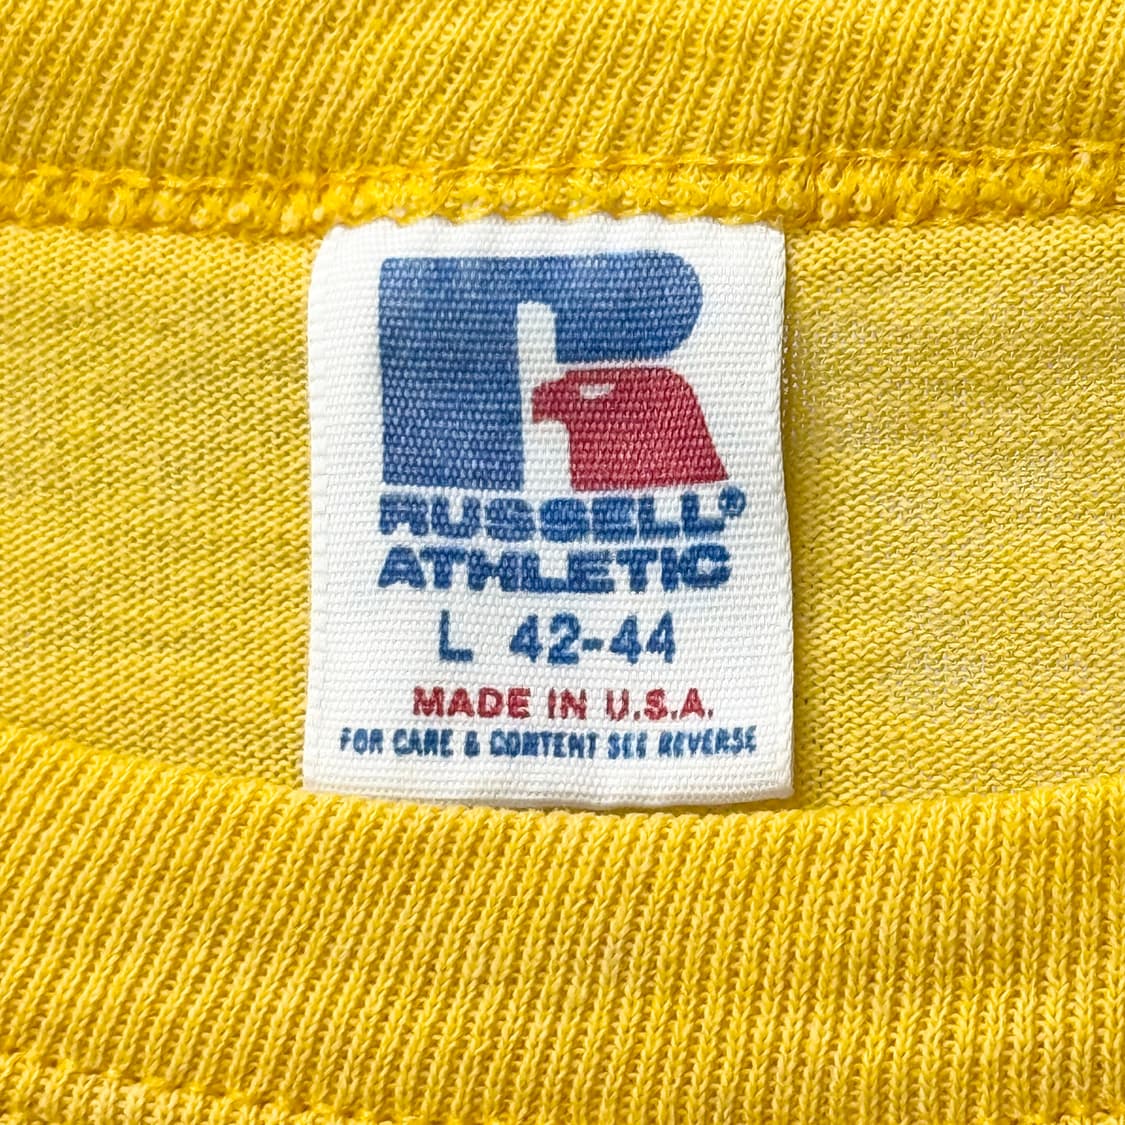 RUSSELL®
ATHLETIC
L 42-44
MADE IN U.S.A.
FOR CARE & CONTENT SEE REVERSE